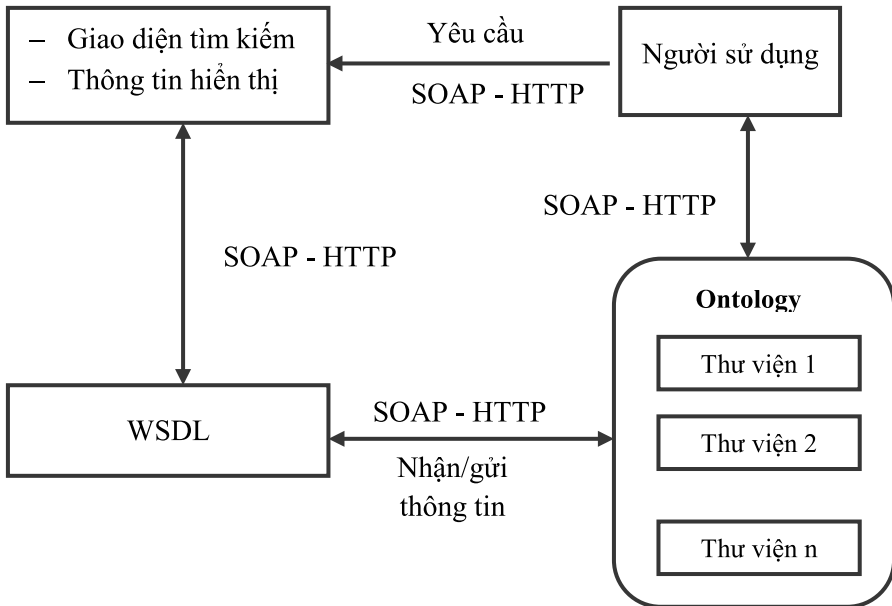 – Giao diện tìm kiếm
– Thông tin hiển thị
Yêu cầu
SOAP - HTTP
Người sử dụng
SOAP - HTTP
SOAP - HTTP
Ontology
Thư viện 1
Thư viện 2
Thư viện n
WSDL
SOAP - HTTP
Nhận/gửi
thông tin